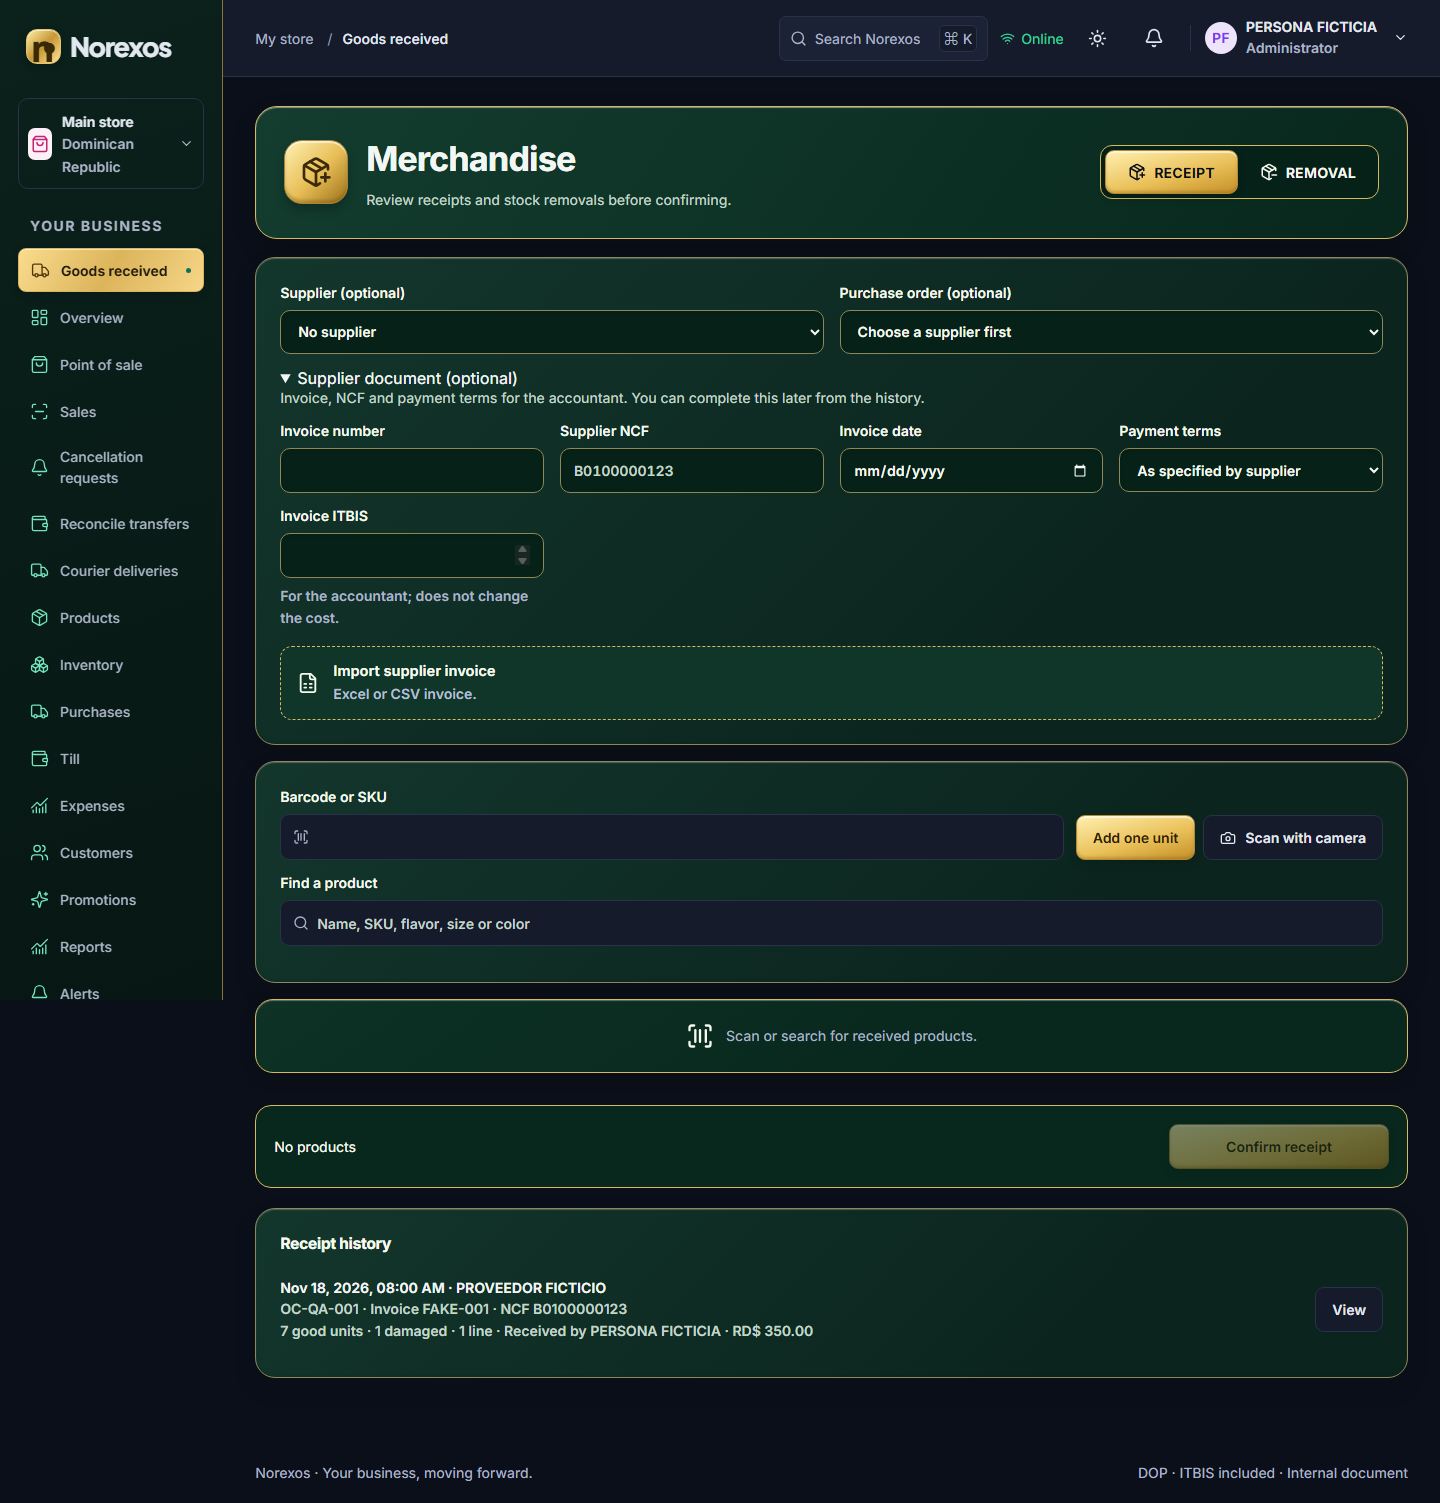 Norexos
My store / Goods received
Search Norexos ⌘ K
Online
PF
PERSONA FICTICIA
Administrator
Main store
Dominican
Republic
YOUR BUSINESS
Goods received
Overview
Point of sale
Sales
Cancellation
requests
Reconcile transfers
Courier deliveries
Products
Inventory
Purchases
Till
Expenses
Customers
Promotions
Reports
Alerts
Merchandise
Review receipts and stock removals before confirming.
RECEIPT
REMOVAL
Supplier (optional)
Purchase order (optional)
No supplier
Choose a supplier first
Supplier document (optional)
Invoice, NCF and payment terms for the accountant. You can complete this later from the history.
Invoice number
Supplier NCF
Invoice date
Payment terms
B0100000123
mm/dd/yyyy
As specified by supplier
Invoice ITBIS
For the accountant; does not change
the cost.
Import supplier invoice
Excel or CSV invoice.
Barcode or SKU
Add one unit
Scan with camera
Find a product
Name, SKU, flavor, size or color
Scan or search for received products.
No products
Confirm receipt
Receipt history
Nov 18, 2026, 08:00 AM · PROVEEDOR FICTICIO
OC-QA-001 · Invoice FAKE-001 · NCF B0100000123
7 good units · 1 damaged · 1 line · Received by PERSONA FICTICIA · RD$ 350.00
View
Norexos · Your business, moving forward.
DOP · ITBIS included · Internal document